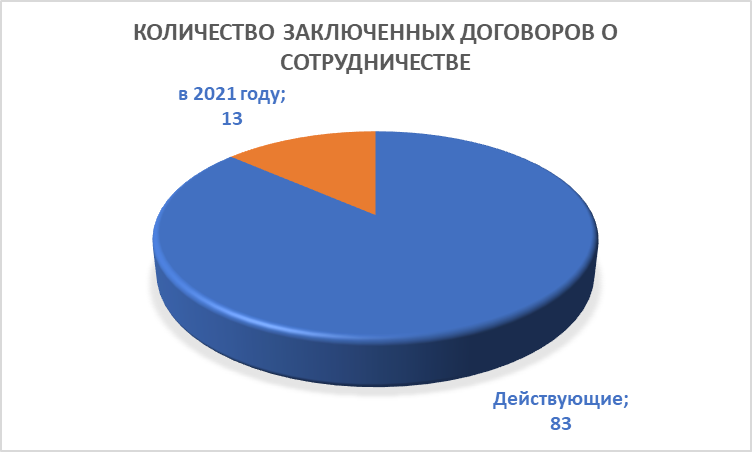 КОЛИЧЕСТВО ЗАКЛЮЧЕННЫХ ДОГОВОРОВ О
СОТРУДНИЧЕСТВЕ
в 2021 году;
13
Действующие;
83